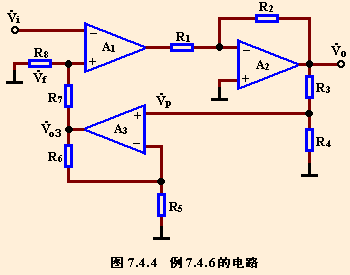 V̇i
R8
V̇f
−
+
A1
R1
R2
−
+
A2
V̇o
R3
R7
V̇p
V̇o3
A3
+
−
R6
R4
R5
图 7.4.4 例 7.4.6的电路